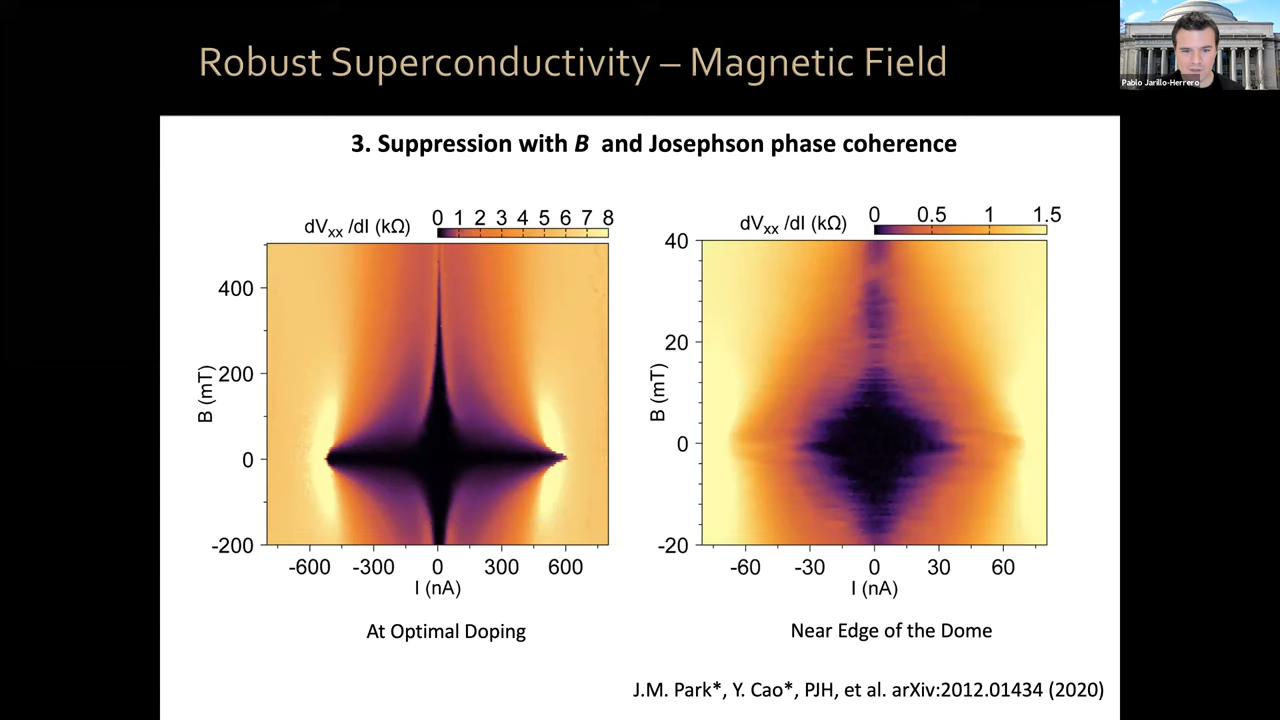 Robust Superconductivity – Magnetic Field
Pablo Jarillo-Herrero
3. Suppression with B and Josephson phase coherence
dVxx /dI (kΩ)
0 1 2 3 4 5 6 7 8
B (mT)
400
200
0
-200
-600 -300 0 300 600
I (nA)
At Optimal Doping
dVxx /dI (kΩ)
0 0.5 1 1.5
B (mT)
40
20
0
-20
-60 -30 0 30 60
I (nA)
Near Edge of the Dome
J.M. Park*, Y. Cao*, PJH, et al. arXiv:2012.01434 (2020)